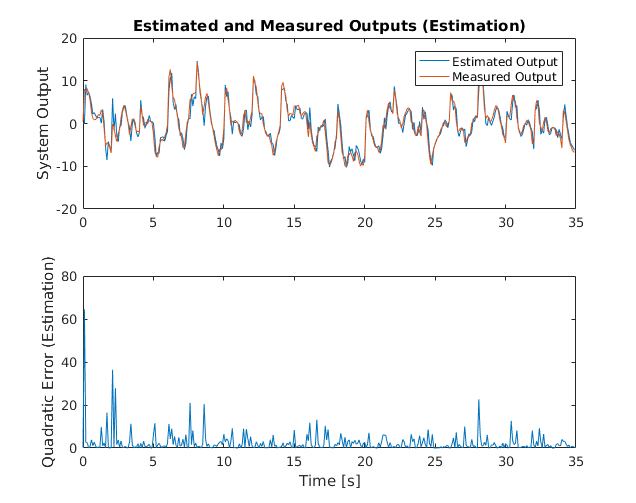 Estimated and Measured Outputs (Estimation)
20
10
0
-10
-20
System Output
Estimated Output
Measured Output
0 5 10 15 20 25 30 35
80
60
40
20
0
Quadratic Error (Estimation)
0 5 10 15 20 25 30 35
Time [s]